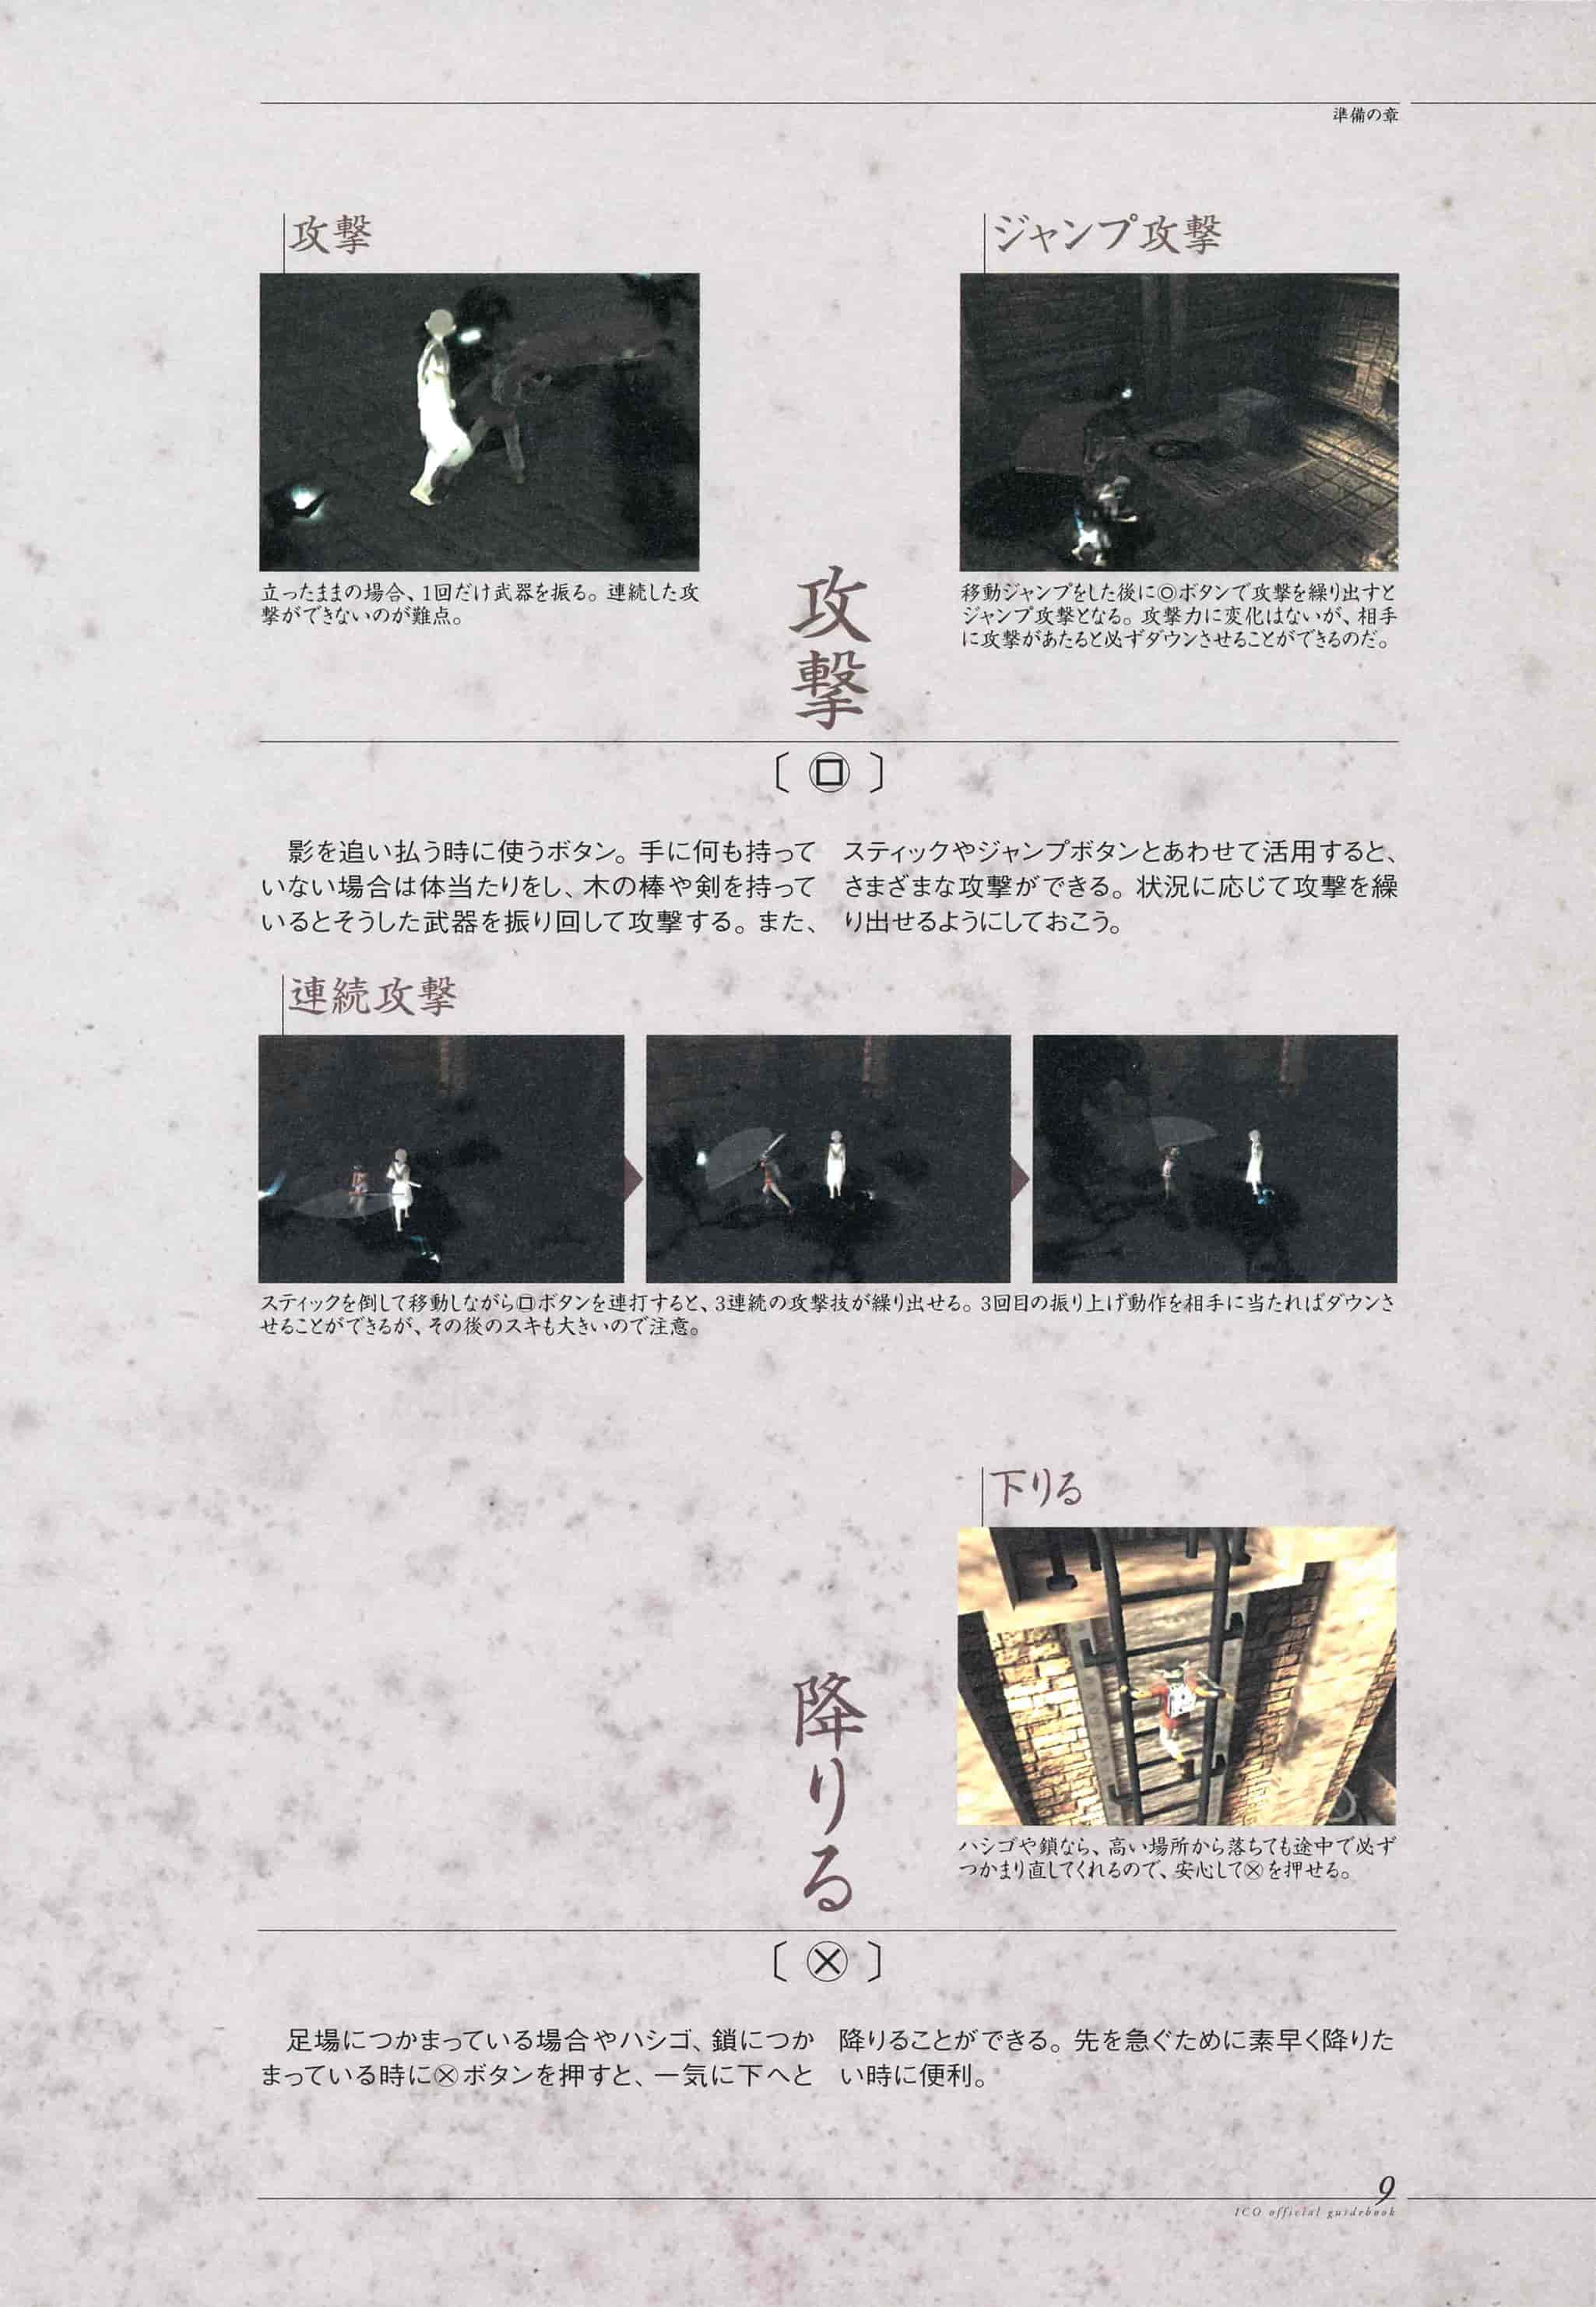 準備の章
攻撃
立ったままの場合、1回だけ武器を振る。連続した攻
撃ができないのが難点。
ジャンプ攻撃
移動ジャンプをした後に◎ボタンで攻撃を繰り出すと
ジャンプ攻撃となる。攻撃力に変化はないが、相手
に攻撃があたると必ずダウンさせることができるのだ。
攻撃
〔 □ 〕
影を追い払う時に使うボタン。手に何も持って
いない場合は体当たりをし、木の棒や剣を持って
いるとそうした武器を振り回して攻撃する。また、
スティックやジャンプボタンとあわせて活用すると、
さまざまな攻撃ができる。状況に応じて攻撃を繰
り出せるようにしておこう。
連続攻撃
スティックを倒して移動しながら□ボタンを連打すると、3連続の攻撃技が繰り出せる。3回目の振り上げ動作を相手に当たればダウンさ
せることができるが、その後のスキも大きいので注意。
下りる
ハシゴや鎖なら、高い場所から落ちても途中で必ず
つかまり直してくれるので、安心して⊗を押せる。
降りる
〔 ⊗ 〕
足場につかまっている場合やハシゴ、鎖につか
まっている時に⊗ボタンを押すと、一気に下へと
降りることができる。先を急ぐために素早く降りた
い時に便利。
9
ICO official guidebook